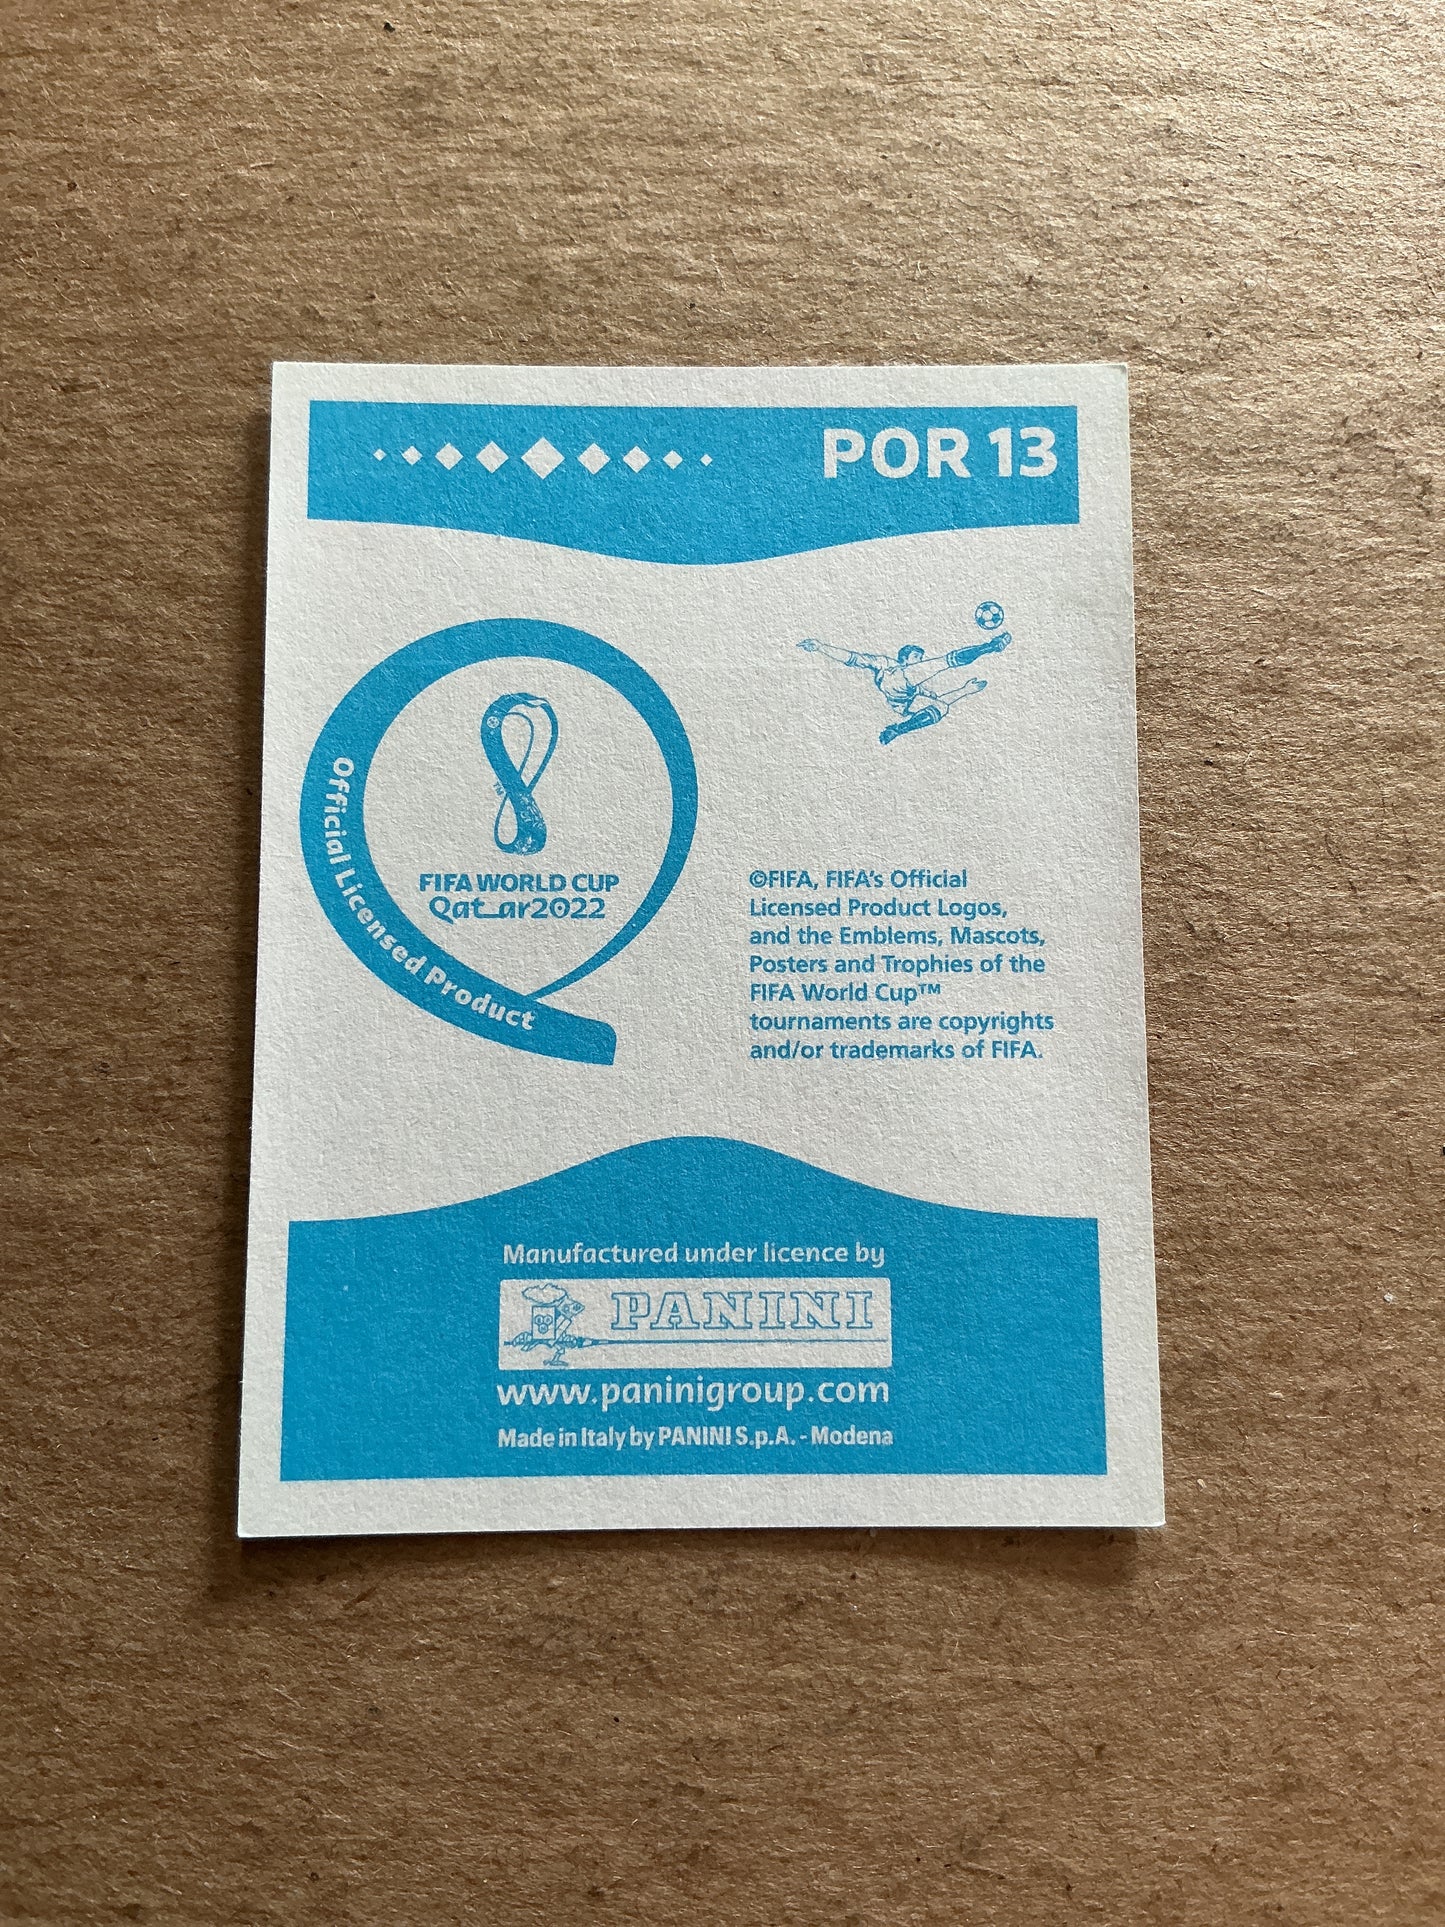 POR 13
Official Licensed Product
FIFA WORLD CUP
Qatar2022
©FIFA, FIFA's Official
Licensed Product Logos,
and the Emblems, Mascots,
Posters and Trophies of the
FIFA World Cup™
tournaments are copyrights
and/or trademarks of FIFA.
Manufactured under licence by
PANINI
www.paninigroup.com
Made in Italy by PANINI S.p.A. - Modena